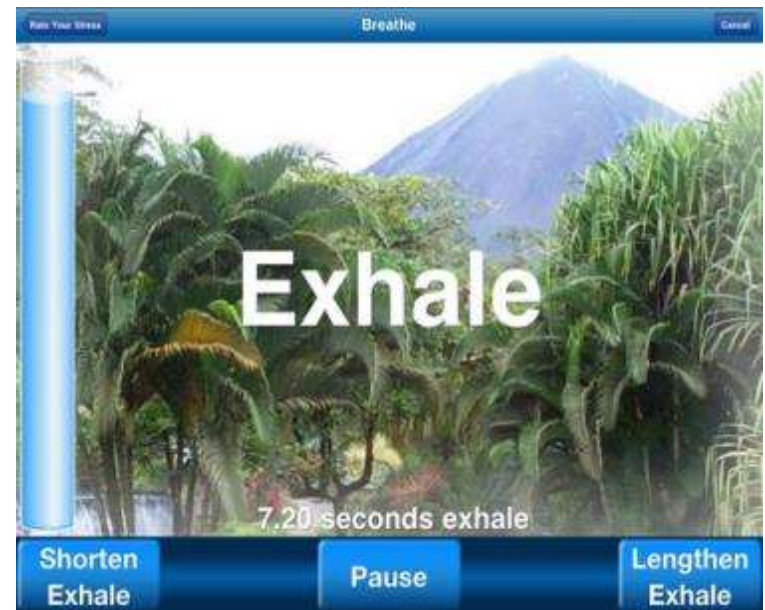 Rate Your Stress
Breathe
Cancel
Exhale
7.20 seconds exhale
Shorten
Exhale
Pause
Lengthen
Exhale